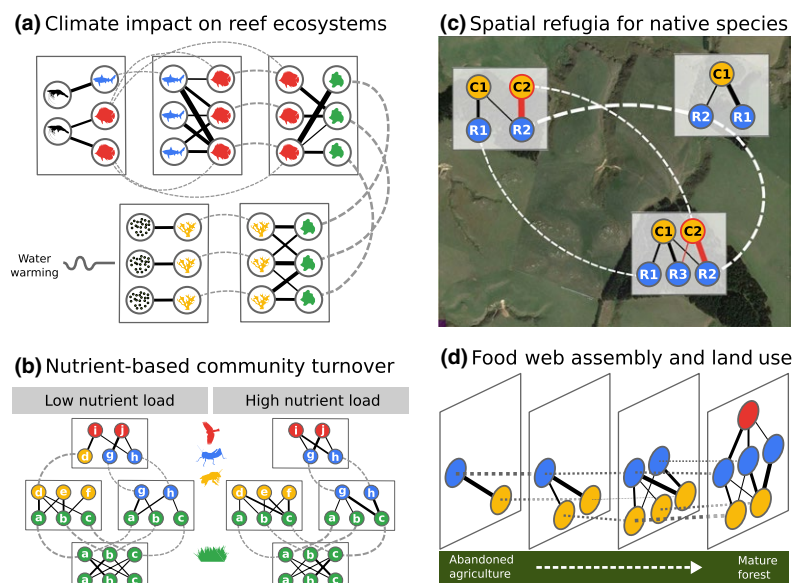 (a) Climate impact on reef ecosystems
Water
warming
(b) Nutrient-based community turnover
Low nutrient load
High nutrient load
i j
d g h
d e f
a b c
g h
a b c
a b c
a b c
i j
g h
d e f
a b c
g h
a b c
a b c
a b c
(c) Spatial refugia for native species
C1 C2
R1 R2
C1
R2 R1
C1 C2
R1 R3 R2
(d) Food web assembly and land use
Abandoned
agriculture
Mature
forest